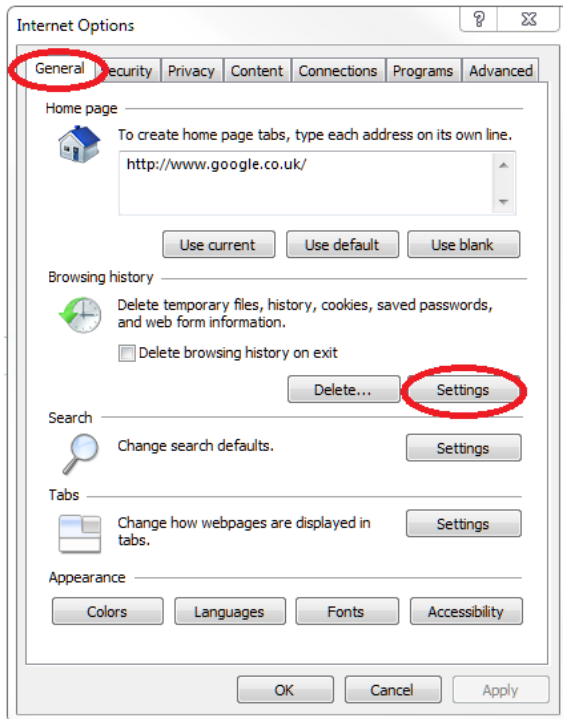 Internet Options
General Security Privacy Content Connections Programs Advanced
Home page
To create home page tabs, type each address on its own line.
http://www.google.co.uk/
Use current Use default Use blank
Browsing history
Delete temporary files, history, cookies, saved passwords,
and web form information.
Delete browsing history on exit
Delete... Settings
Search
Change search defaults. Settings
Tabs
Change how webpages are displayed in
tabs.
Settings
Appearance
Colors Languages Fonts Accessibility
OK Cancel Apply